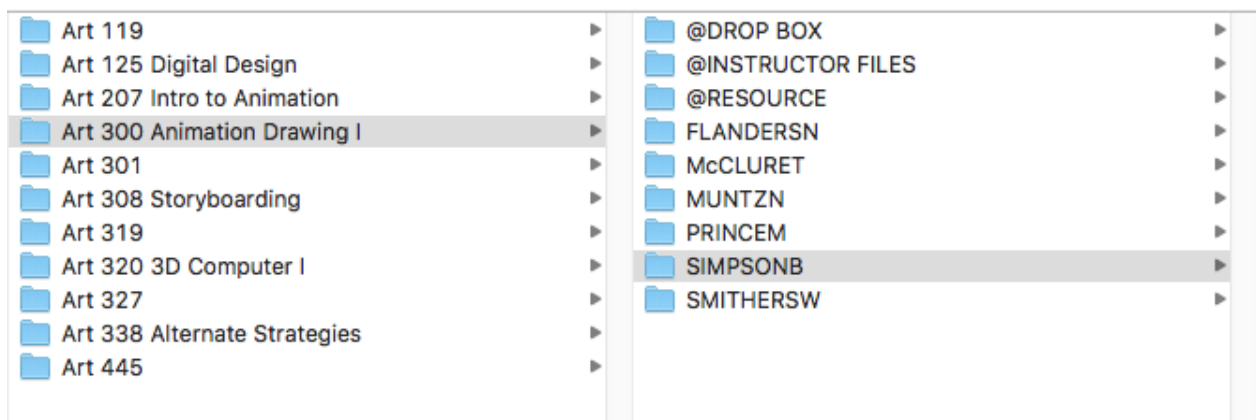 Art 119
Art 125 Digital Design
Art 207 Intro to Animation
Art 300 Animation Drawing I
Art 301
Art 308 Storyboarding
Art 319
Art 320 3D Computer I
Art 327
Art 338 Alternate Strategies
Art 445
@DROP BOX
@INSTRUCTOR FILES
@RESOURCE
FLANDERSN
McCLURET
MUNTZN
PRINCEM
SIMPSONB
SMITHERSW